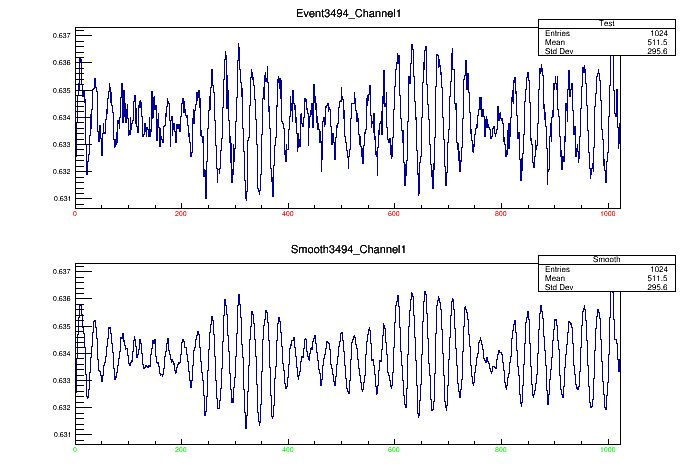 Event3494_Channel1
Test
Entries 1024
Mean 511.5
Std Dev 295.6
0.637
0.636
0.635
0.634
0.633
0.632
0.631
0 200 400 600 800 1000
Smooth3494_Channel1
Smooth
Entries 1024
Mean 511.5
Std Dev 295.6
0.637
0.636
0.635
0.634
0.633
0.632
0.631
0 200 400 600 800 1000